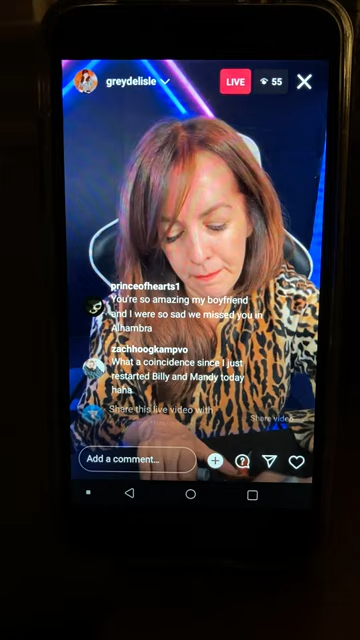 greydelisle
LIVE
55
princeofhearts1
You're so amazing my boyfriend
and I were so sad we missed you in
Alhambra
zachhoogkampvo
What a coincidence since I just
restarted Billy and Mandy today
haha
Share this live video with
Share video
Add a comment...